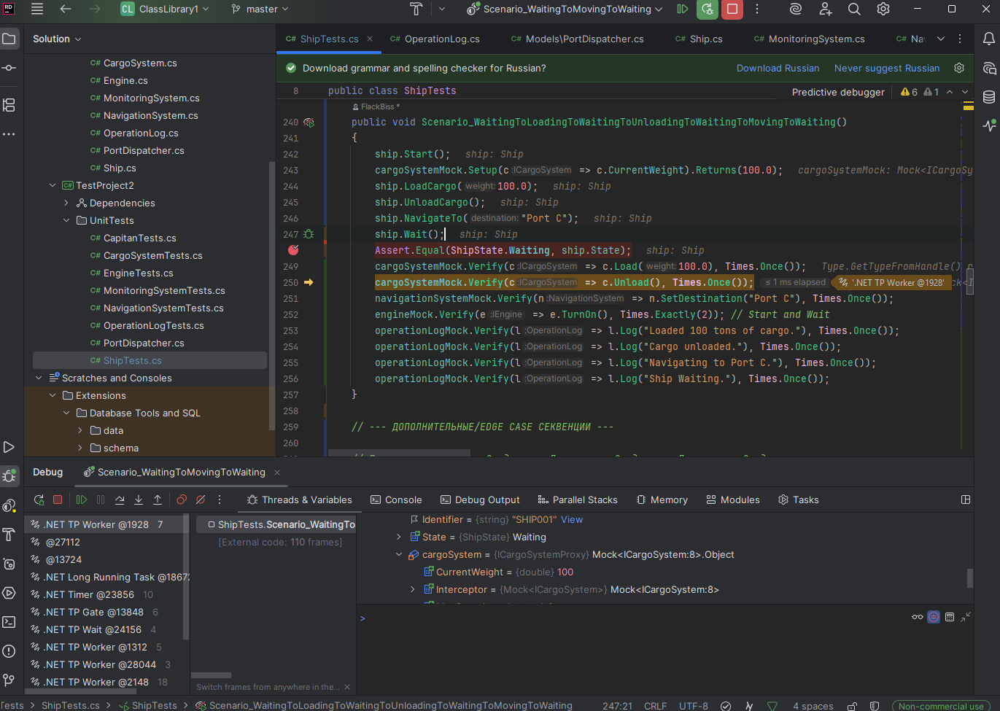 RD
CL ClassLibrary1
master
Scenario_WaitingToMovingToWaiting
Solution
ShipTests.cs
OperationLog.cs
Models\PortDispatcher.cs
Ship.cs
MonitoringSystem.cs
C# Na
Download grammar and spelling checker for Russian?
Download Russian
Never suggest Russian
8 public class ShipTests
Predictive debugger
6 1
C# CargoSystem.cs
C# Engine.cs
C# MonitoringSystem.cs
C# NavigationSystem.cs
C# OperationLog.cs
C# PortDispatcher.cs
C# Ship.cs
TestProject2
Dependencies
UnitTests
C# CapitanTests.cs
C# CargoSystemTests.cs
C# EngineTests.cs
C# MonitoringSystemTests.cs
C# NavigationSystemTests.cs
C# OperationLogTests.cs
C# PortDispatcher.cs
C# ShipTests.cs
Scratches and Consoles
Extensions
Database Tools and SQL
data
schema
FlackBiss *
240 public void Scenario_WaitingToLoadingToWaitingToUnloadingToWaitingToMovingToWaiting()
241 {
242 ship.Start(); ship: Ship
243 cargoSystemMock.Setup(c :ICargoSystem => c.CurrentWeight).Returns(100.0); cargoSystemMock: Mock<ICargoSy
244 ship.LoadCargo( weight: 100.0); ship: Ship
245 ship.UnloadCargo(); ship: Ship
246 ship.NavigateTo( destination: "Port C"); ship: Ship
247 ship.Wait(); ship: Ship
Assert.Equal(ShipState.Waiting, ship.State); ship: Ship
249 cargoSystemMock.Verify(c :ICargoSystem => c.Load( weight: 100.0), Times.Once()); Type.GetTypeFromHandle() r
250 cargoSystemMock.Verify(c :ICargoSystem => c.Unload(), Times.Once()); ≤ 1 ms elapsed '.NET TP Worker @1928' ck<I
251 navigationSystemMock.Verify(n :NavigationSystem => n.SetDestination("Port C"), Times.Once());
252 engineMock.Verify(e :IEngine => e.TurnOn(), Times.Exactly(2)); // Start and Wait
253 operationLogMock.Verify(l :OperationLog => l.Log("Loaded 100 tons of cargo."), Times.Once());
254 operationLogMock.Verify(l :OperationLog => l.Log("Cargo unloaded."), Times.Once());
255 operationLogMock.Verify(l :OperationLog => l.Log("Navigating to Port C."), Times.Once());
256 operationLogMock.Verify(l :OperationLog => l.Log("Ship Waiting."), Times.Once());
257 }
258
259 // --- ДОПОЛНИТЕЛЬНЫЕ/EDGE CASE СЕКВЕНЦИИ ---
260
Debug
Scenario_WaitingToMovingToWaiting
Threads & Variables
Console
Debug Output
Parallel Stacks
Memory
Modules
Tasks
.NET TP Worker @1928 7
@27112
@13724
.NET Long Running Task @18672
.NET Timer @23856 10
.NET TP Gate @13848 6
.NET TP Wait @24156 4
.NET TP Worker @1312 5
.NET TP Worker @28044 3
.NET TP Worker @2148 18
ShipTests.Scenario_WaitingTo
[External code: 110 frames]
Switch frames from anywhere in the...
Identifier = {string} "SHIP001" View
State = {ShipState} Waiting
cargoSystem = {ICargoSystemProxy} Mock<ICargoSystem:8>.Object
CurrentWeight = {double} 100
Interceptor = {Mock<ICargoSystem>} Mock<ICargoSystem:8>
>
Tests > ShipTests.cs > ShipTests > Scenario_WaitingToLoadingToWaitingToUnloadingToWaitingToMovingToWaiting
247:21 CRLF UTF-8 4 spaces Non-commercial use